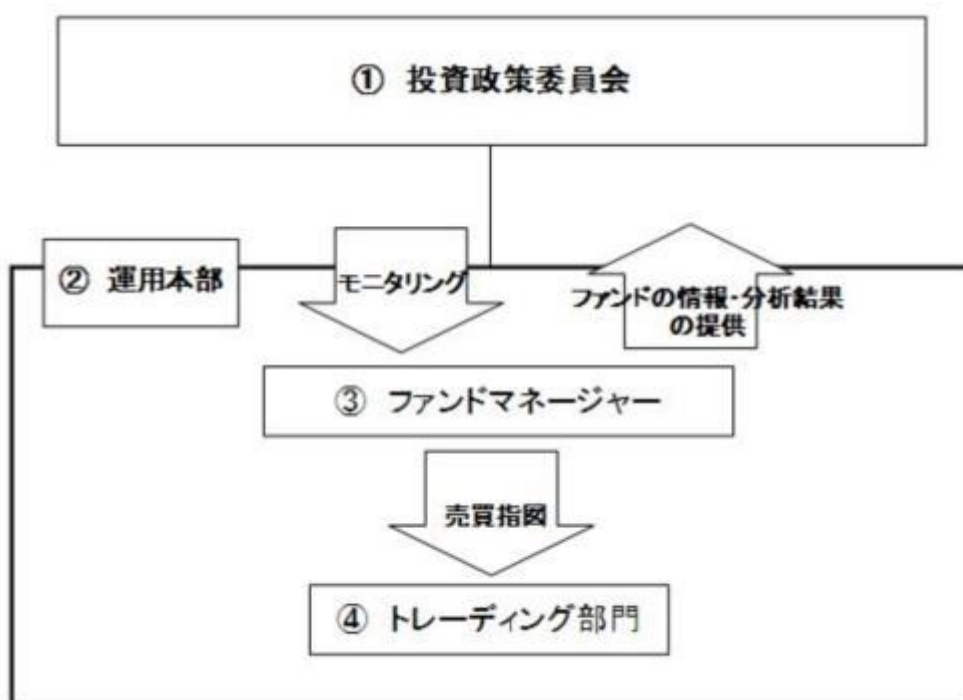 ① 投資政策委員会
② 運用本部
モニタリング
ファンドの情報・分析結果
の提供
③ ファンドマネージャー
売買指図
④ トレーディング部門